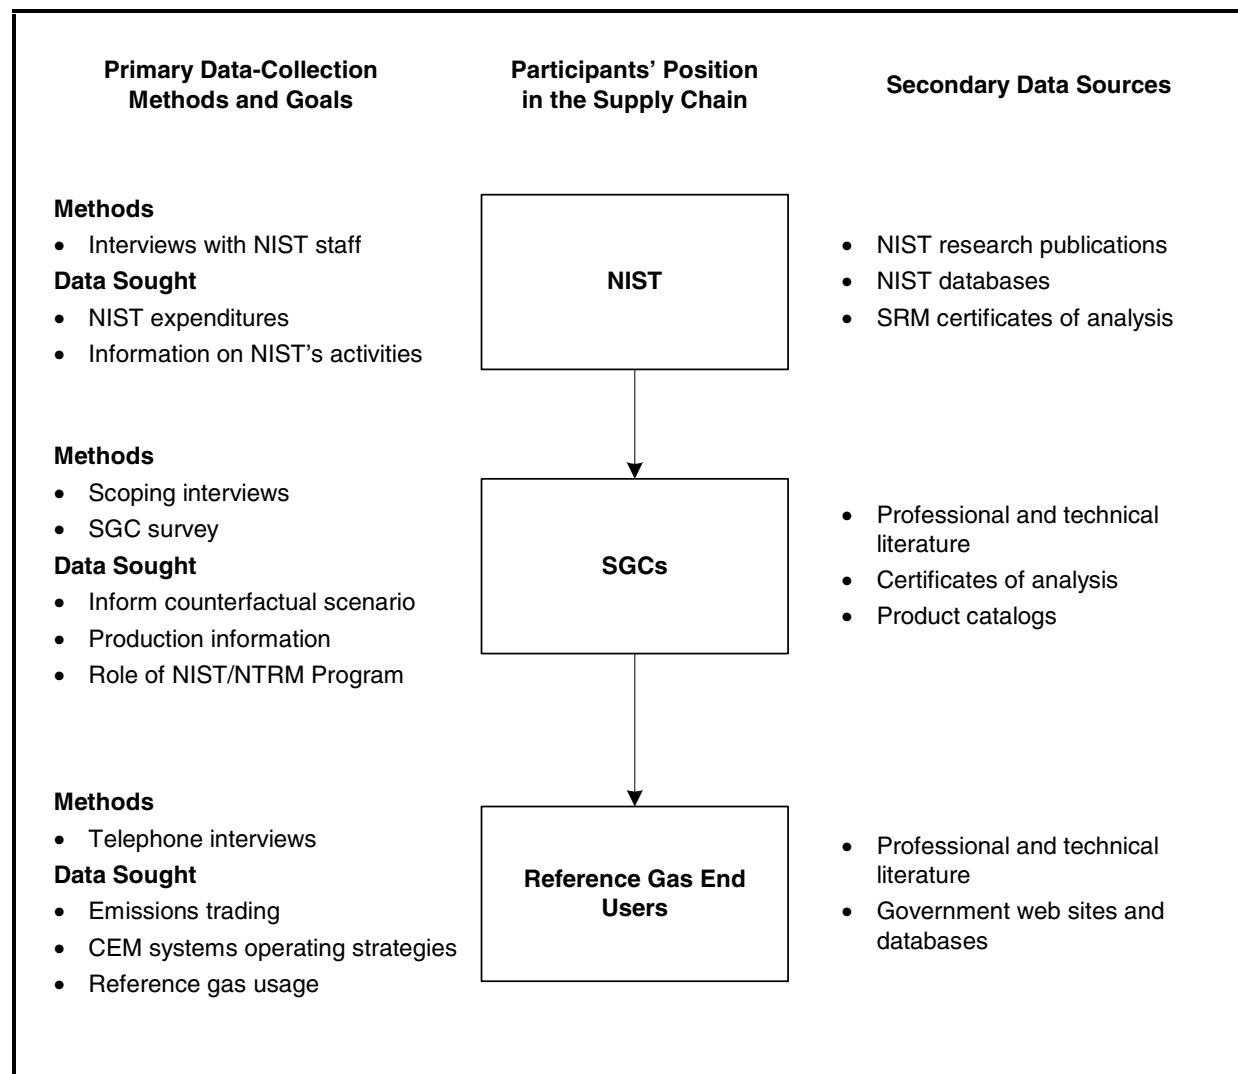 Primary Data-Collection
Methods and Goals
Participants’ Position
in the Supply Chain
Secondary Data Sources
Methods
• Interviews with NIST staff
Data Sought
• NIST expenditures
• Information on NIST’s activities
NIST
• NIST research publications
• NIST databases
• SRM certificates of analysis
Methods
• Scoping interviews
• SGC survey
Data Sought
• Inform counterfactual scenario
• Production information
• Role of NIST/NTRM Program
SGCs
• Professional and technical
literature
• Certificates of analysis
• Product catalogs
Methods
• Telephone interviews
Data Sought
• Emissions trading
• CEM systems operating strategies
• Reference gas usage
Reference Gas End
Users
• Professional and technical
literature
• Government web sites and
databases